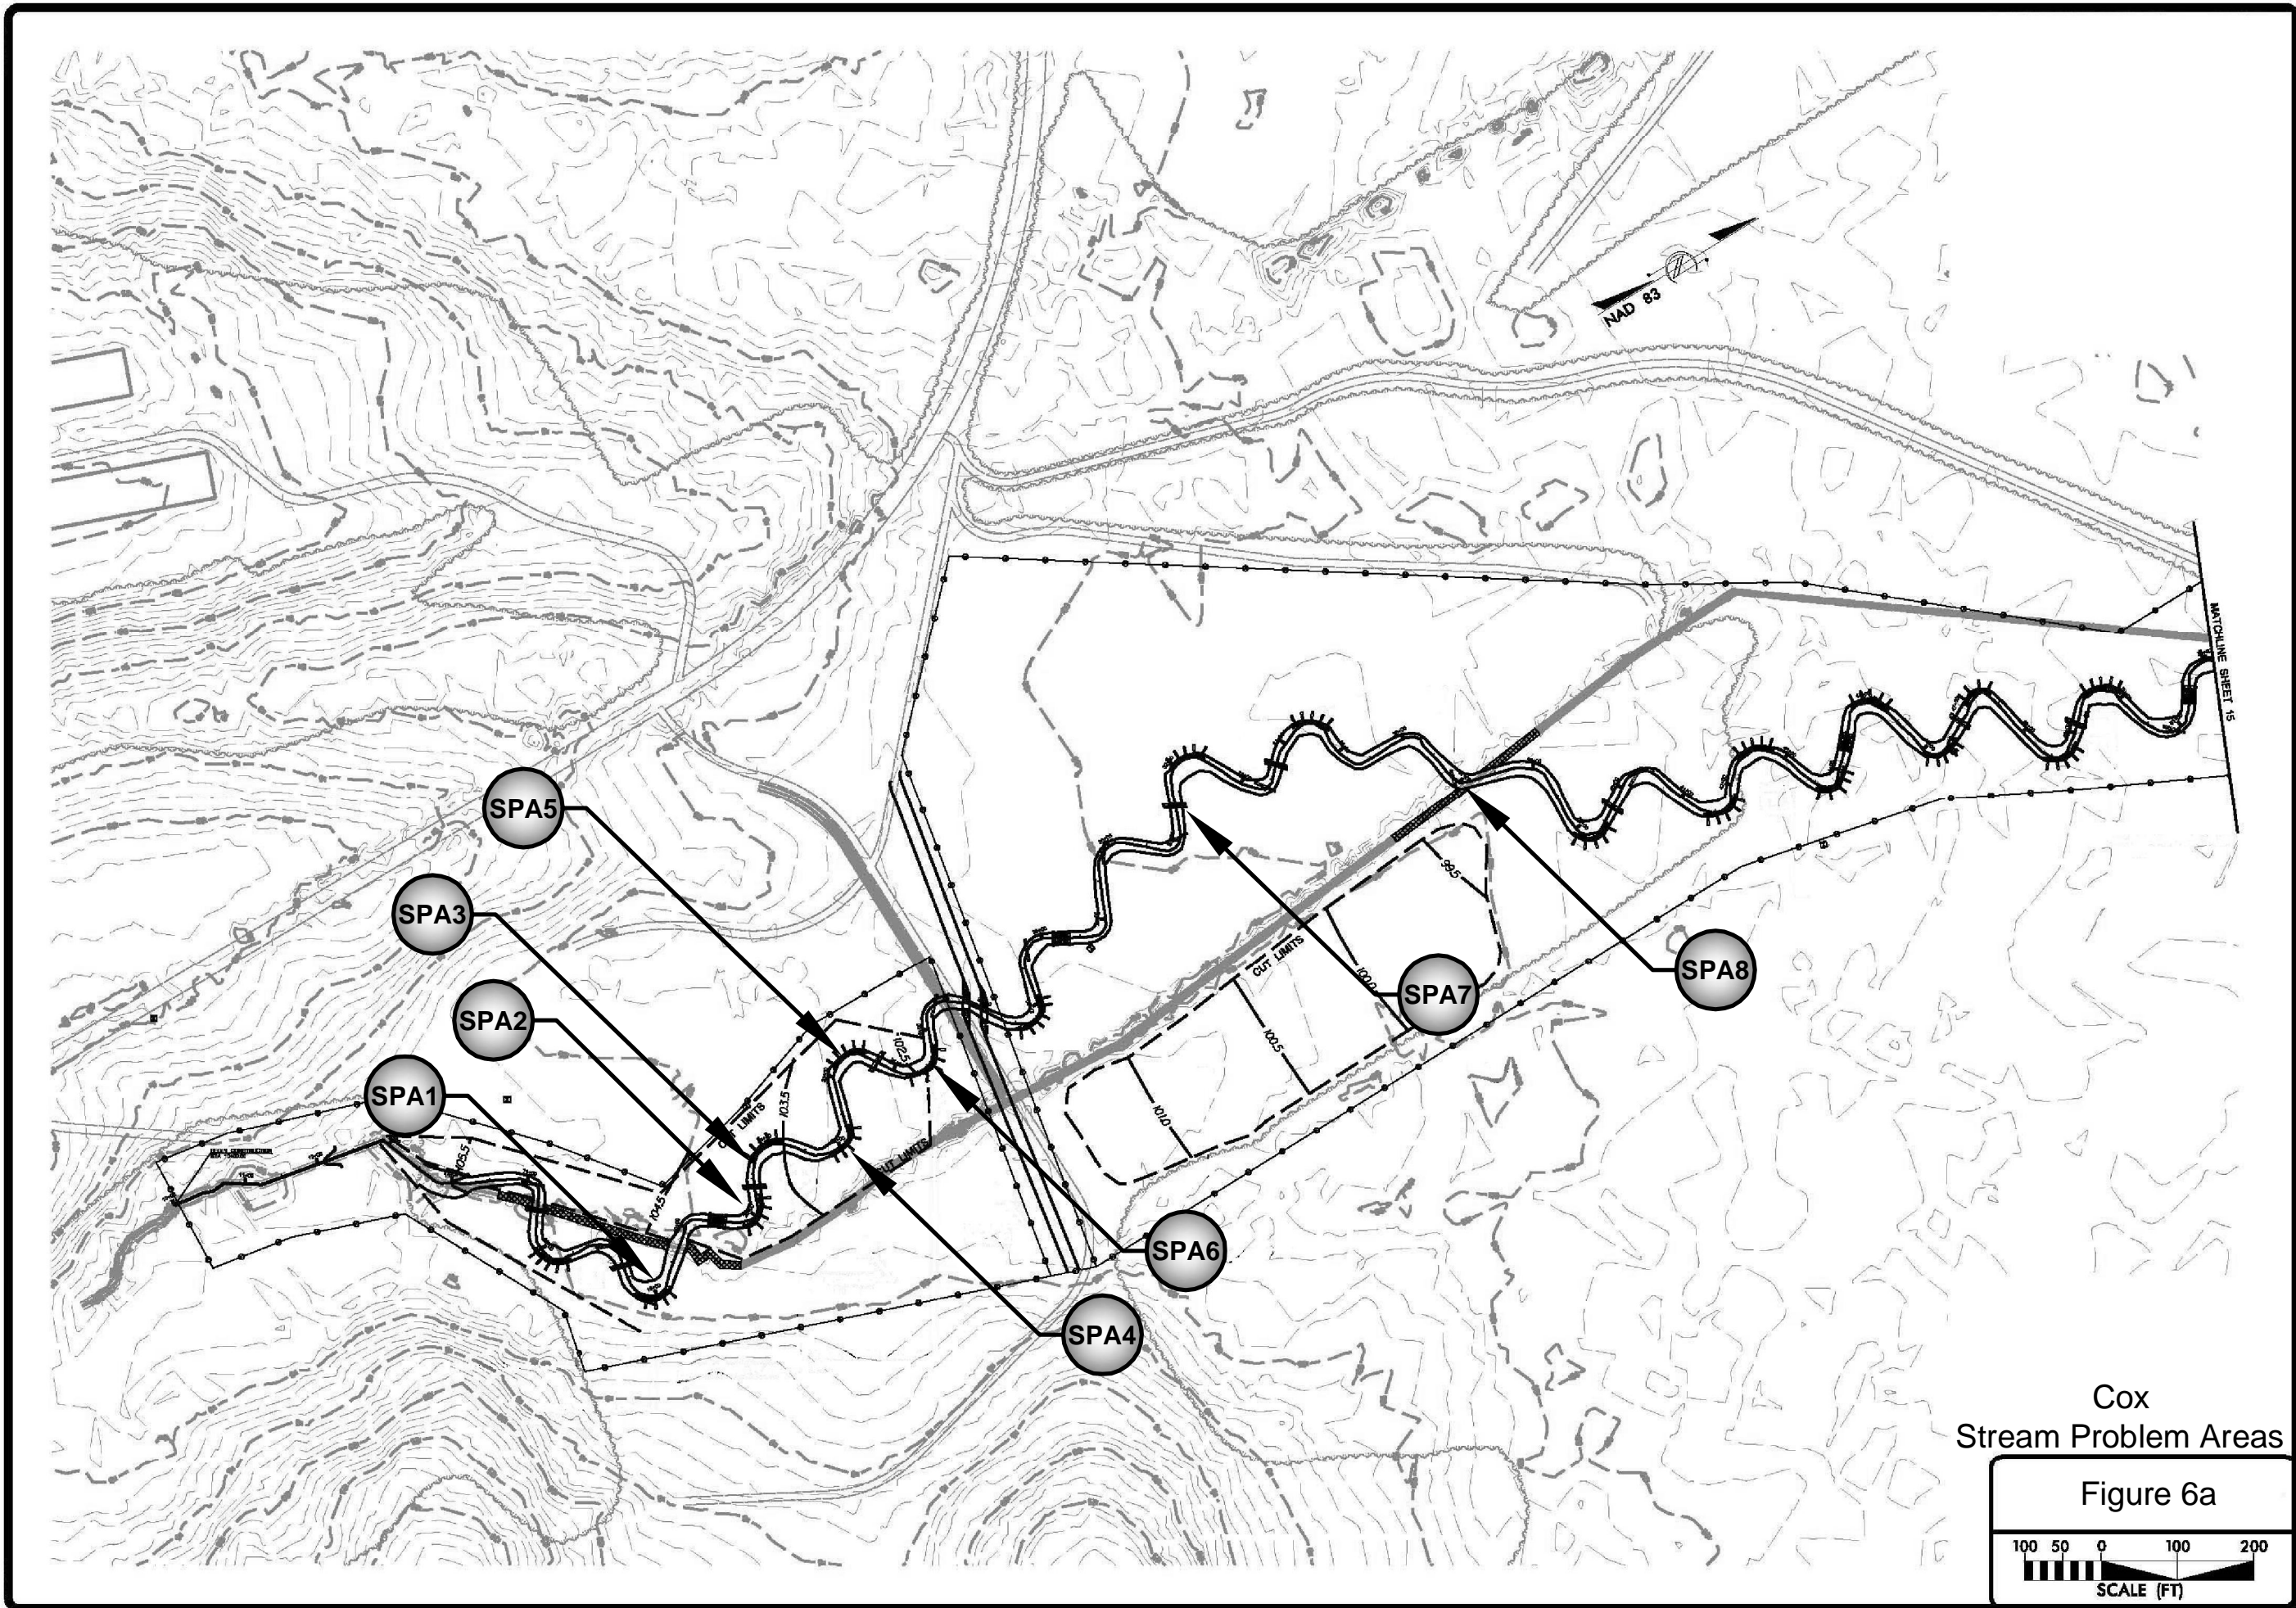 NAD 83
MATCHLINE SHEET 15
SPA5
SPA3
SPA2
SPA1
SPA7
SPA8
SPA6
SPA4
99.5
CUT LIMITS
100.0
100.5
101.0
102.5
103.5
LIMITS
CUT LIMITS
104.5
105.5
Cox
Stream Problem Areas
Figure 6a
100 50 0 100 200
SCALE (FT)